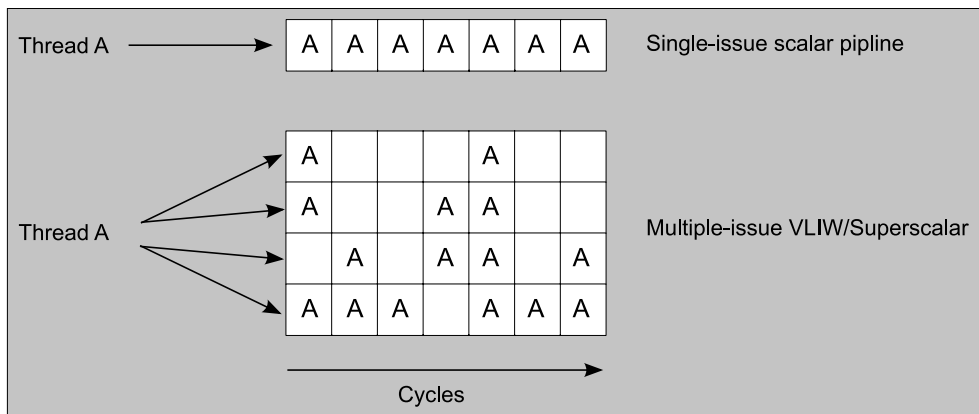 Thread A
A A A A A A A
Single-issue scalar pipline
A A
A A A
Thread A
Multiple-issue VLIW/Superscalar
A A A A
A A A A A A
Cycles